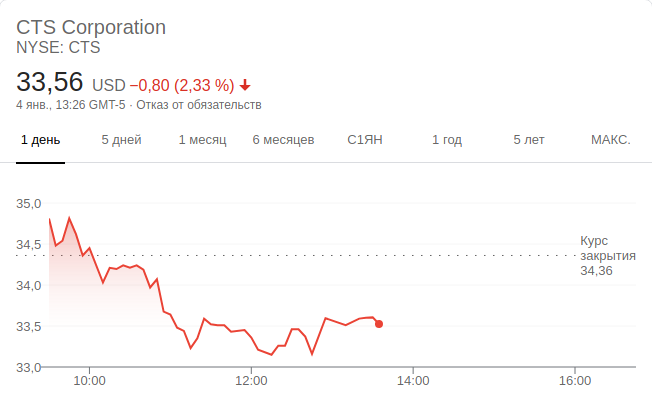 CTS Corporation
NYSE: CTS
33,56 USD −0,80 (2,33 %)
4 янв., 13:26 GMT-5 · Отказ от обязательств
1 день 5 дней 1 месяц 6 месяцев С1ЯН 1 год 5 лет МАКС.
35,0
34,5
34,0
33,5
33,0
Курс
закрытия
34,36
10:00 12:00 14:00 16:00